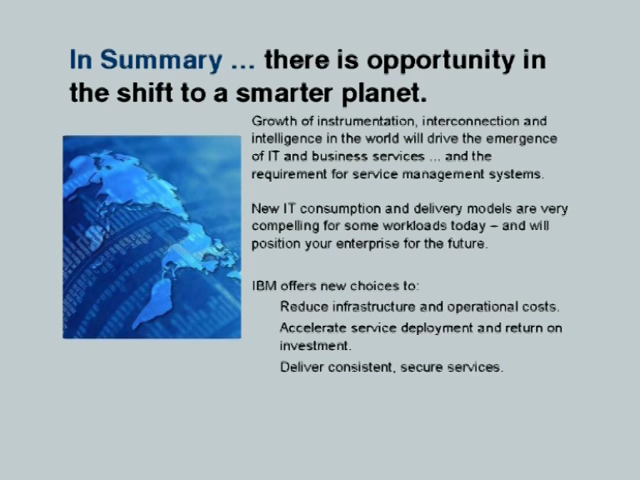 In Summary … there is opportunity in
the shift to a smarter planet.
Growth of instrumentation, interconnection and
intelligence in the world will drive the emergence
of IT and business services ... and the
requirement for service management systems.
New IT consumption and delivery models are very
compelling for some workloads today – and will
position your enterprise for the future.
IBM offers new choices to:
Reduce infrastructure and operational costs.
Accelerate service deployment and return on
investment.
Deliver consistent, secure services.